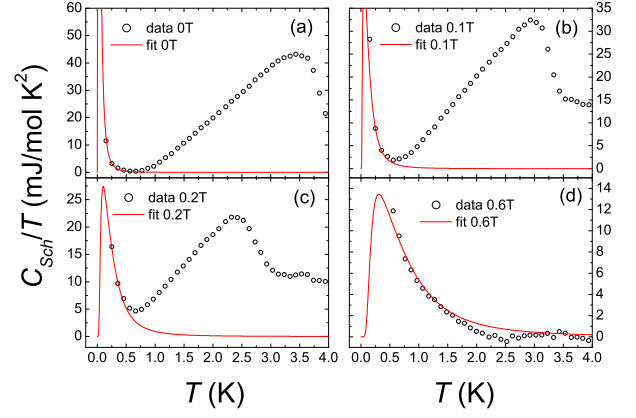 C_Sch/T (mJ/mol K²)
(a)
data 0T
fit 0T
60
50
40
30
20
10
0
(b)
data 0.1T
fit 0.1T
35
30
25
20
15
10
5
0
(c)
data 0.2T
fit 0.2T
25
20
15
10
5
0
0.0 0.5 1.0 1.5 2.0 2.5 3.0 3.5 4.0
(d)
data 0.6T
fit 0.6T
14
12
10
8
6
4
2
0
0.0 0.5 1.0 1.5 2.0 2.5 3.0 3.5 4.0
T (K)
T (K)